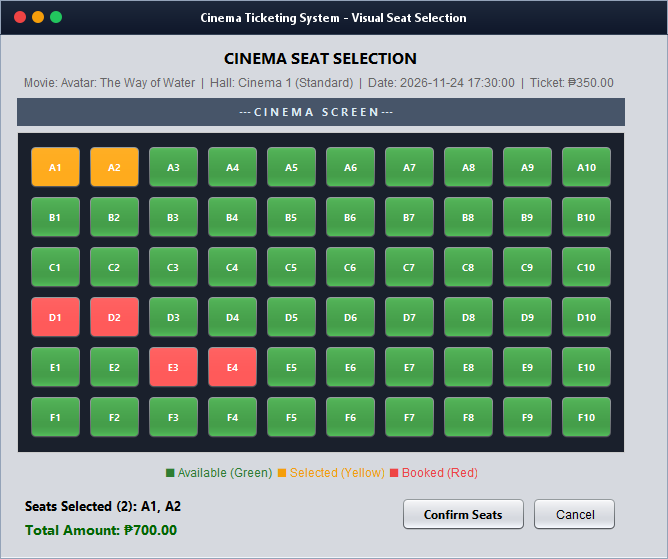 Cinema Ticketing System - Visual Seat Selection
CINEMA SEAT SELECTION
Movie: Avatar: The Way of Water | Hall: Cinema 1 (Standard) | Date: 2026-11-24 17:30:00 | Ticket: ₱350.00
--- C I N E M A   S C R E E N ---
A1 A2 A3 A4 A5 A6 A7 A8 A9 A10
B1 B2 B3 B4 B5 B6 B7 B8 B9 B10
C1 C2 C3 C4 C5 C6 C7 C8 C9 C10
D1 D2 D3 D4 D5 D6 D7 D8 D9 D10
E1 E2 E3 E4 E5 E6 E7 E8 E9 E10
F1 F2 F3 F4 F5 F6 F7 F8 F9 F10
■ Available (Green) ■ Selected (Yellow) ■ Booked (Red)
Seats Selected (2): A1, A2
Total Amount: ₱700.00
Confirm Seats
Cancel